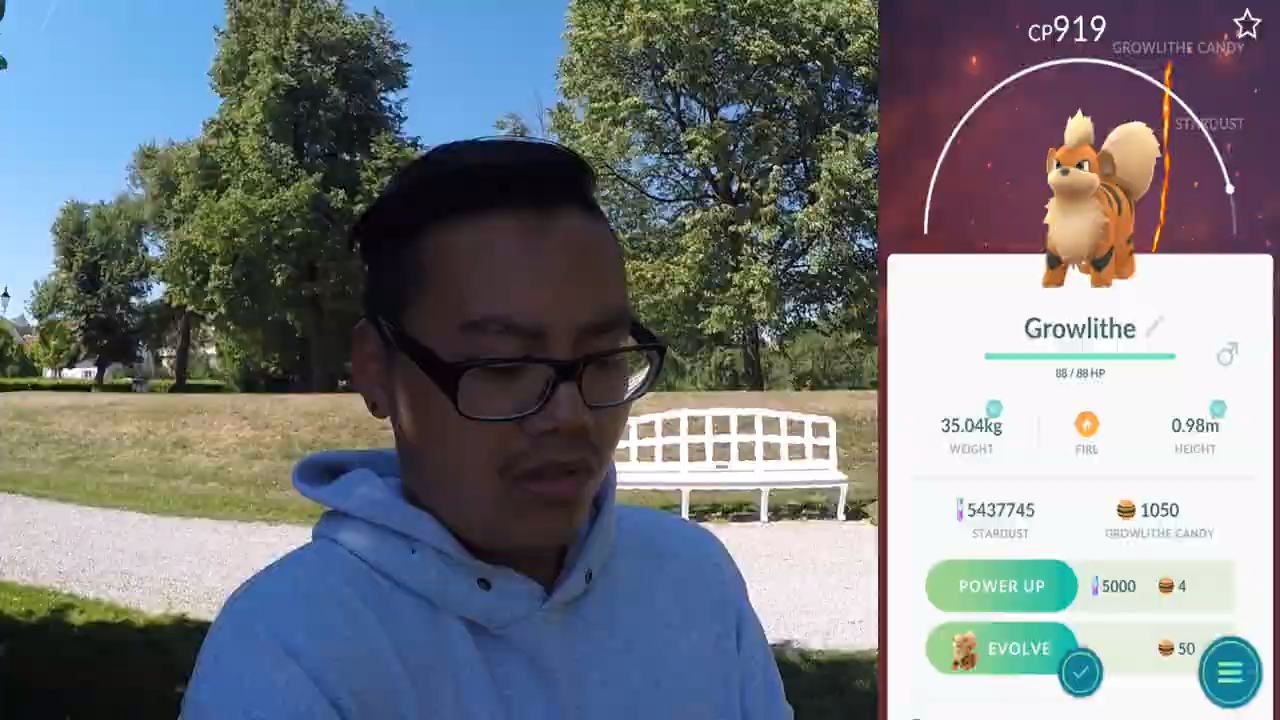 CP919
GROWLITHE CANDY
STARDUST
Growlithe
88 / 88 HP
35.04kg
WEIGHT
FIRE
0.98m
HEIGHT
5437745
STARDUST
1050
GROWLITHE CANDY
POWER UP 5000 4
EVOLVE 50